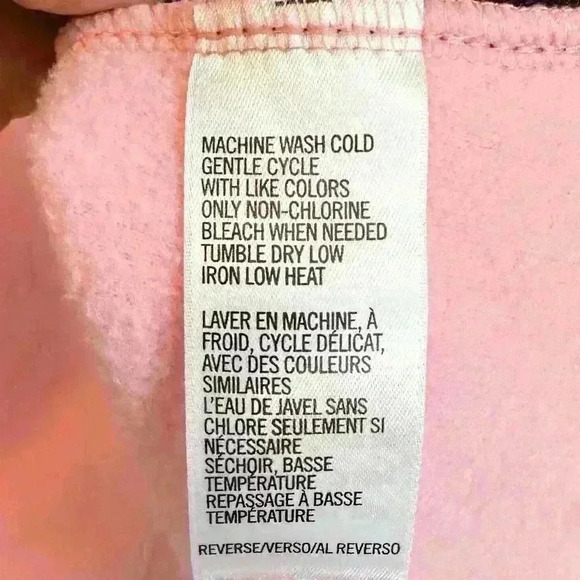 MACHINE WASH COLD
GENTLE CYCLE
WITH LIKE COLORS
ONLY NON-CHLORINE
BLEACH WHEN NEEDED
TUMBLE DRY LOW
IRON LOW HEAT
LAVER EN MACHINE, À
FROID, CYCLE DÉLICAT,
AVEC DES COULEURS
SIMILAIRES
L'EAU DE JAVEL SANS
CHLORE SEULEMENT SI
NÉCESSAIRE
SÉCHOIR, BASSE
TEMPÉRATURE
REPASSAGE À BASSE
TEMPÉRATURE
REVERSE/VERSO/AL REVERSO